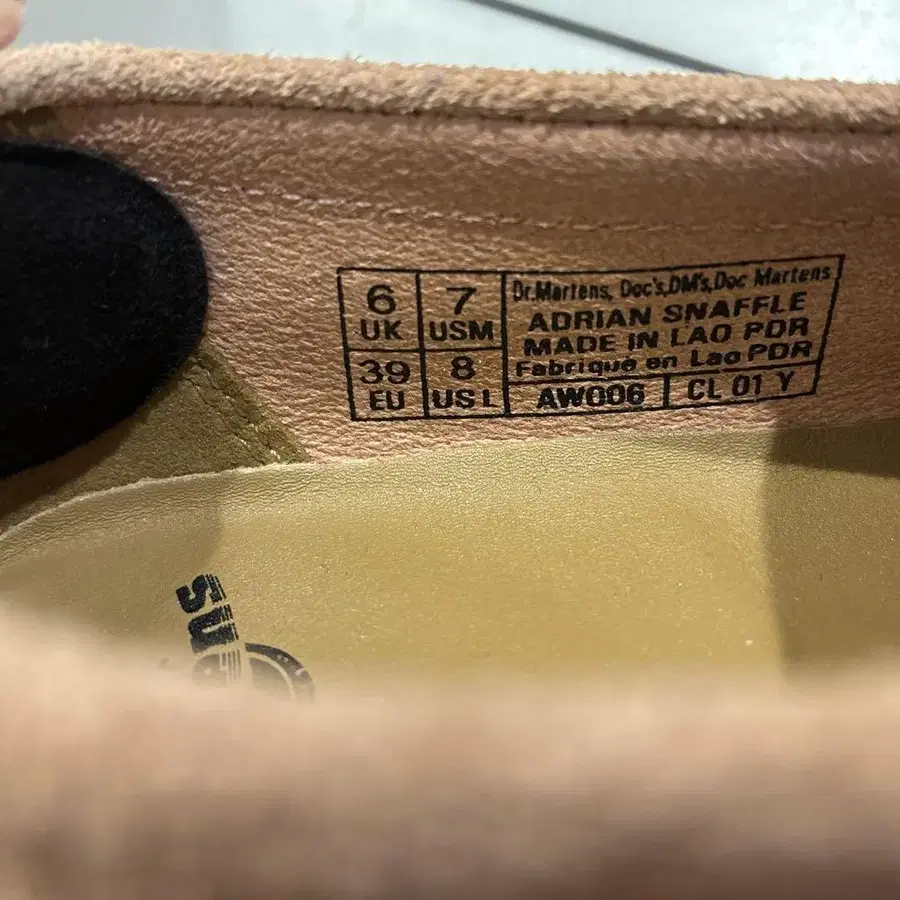 6 UK
7 USM
39 EU
8 US L
Dr.Martens, Doc's,DM's,Doc Martens
ADRIAN SNAFFLE
MADE IN LAO PDR
Fabriqué en Lao PDR
AW006
CL 01 Y